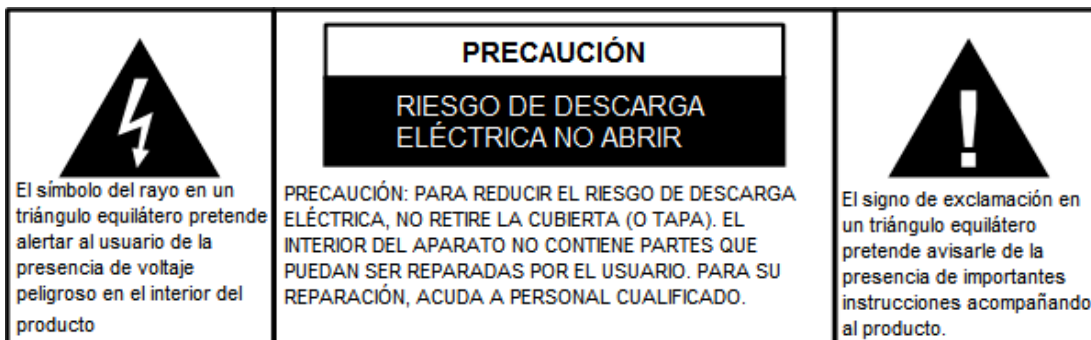 El símbolo del rayo en un
triángulo equilátero pretende
alertar al usuario de la
presencia de voltaje
peligroso en el interior del
producto
PRECAUCIÓN
RIESGO DE DESCARGA
ELÉCTRICA NO ABRIR
PRECAUCIÓN: PARA REDUCIR EL RIESGO DE DESCARGA
ELÉCTRICA, NO RETIRE LA CUBIERTA (O TAPA). EL
INTERIOR DEL APARATO NO CONTIENE PARTES QUE
PUEDAN SER REPARADAS POR EL USUARIO. PARA SU
REPARACIÓN, ACUDA A PERSONAL CUALIFICADO.
!
El signo de exclamación en
un triángulo equilátero
pretende avisarle de la
presencia de importantes
instrucciones acompañando
al producto.